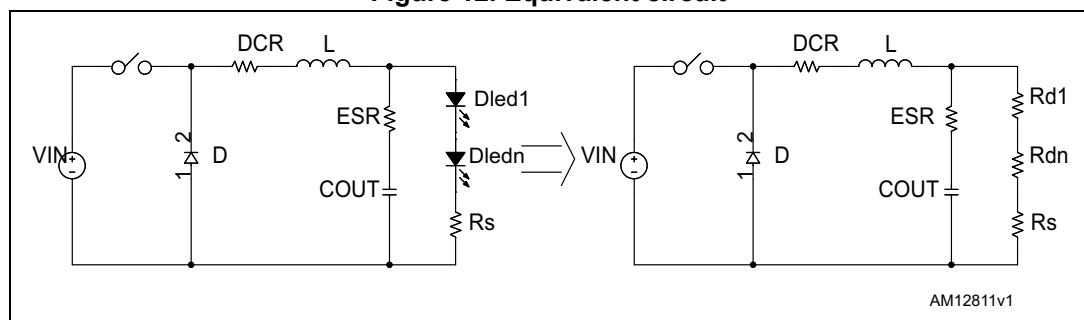 Figure 12. Equivalent circuit
DCR
L
ESR
Dled1
VIN
2
1
D
Dledn
COUT
Rs
DCR
L
ESR
Rd1
VIN
2
1
D
Rdn
COUT
Rs
AM12811v1